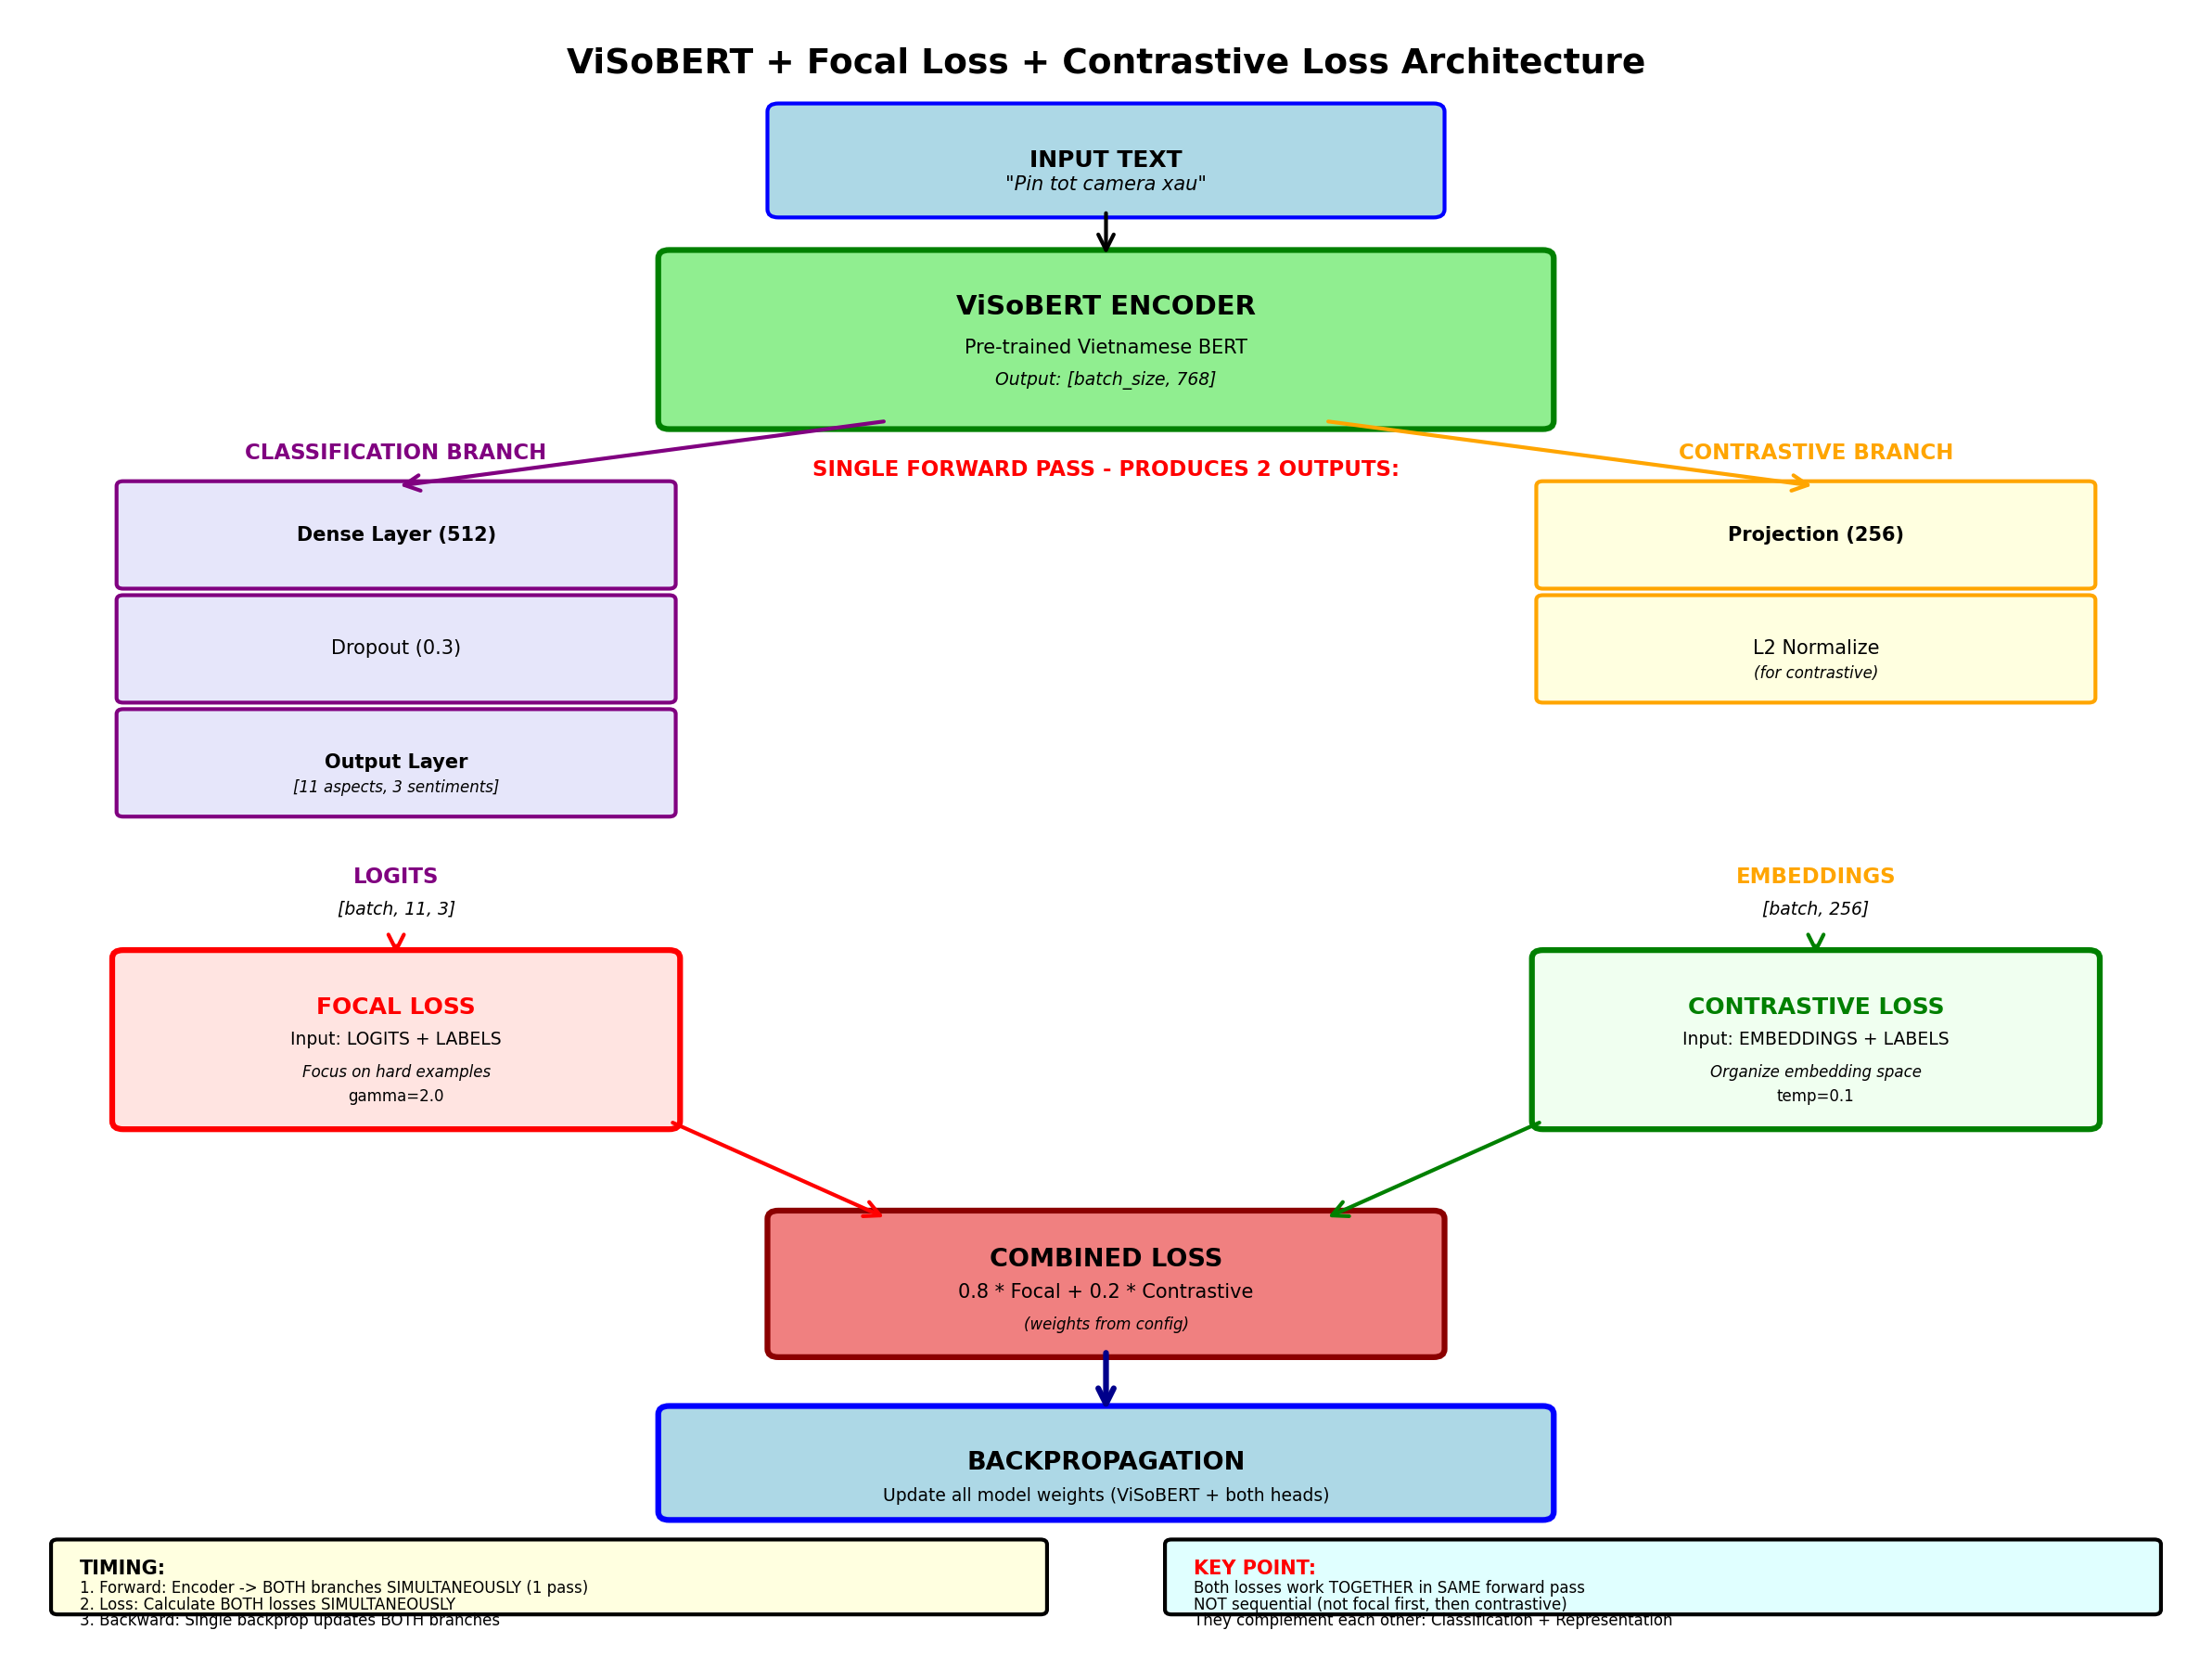 ViSoBERT + Focal Loss + Contrastive Loss Architecture
INPUT TEXT
"Pin tot camera xau"
ViSoBERT ENCODER
Pre-trained Vietnamese BERT
Output: [batch_size, 768]
CLASSIFICATION BRANCH
SINGLE FORWARD PASS - PRODUCES 2 OUTPUTS:
CONTRASTIVE BRANCH
Dense Layer (512)
Dropout (0.3)
Output Layer
[11 aspects, 3 sentiments]
Projection (256)
L2 Normalize
(for contrastive)
LOGITS
[batch, 11, 3]
EMBEDDINGS
[batch, 256]
FOCAL LOSS
Input: LOGITS + LABELS
Focus on hard examples
gamma=2.0
CONTRASTIVE LOSS
Input: EMBEDDINGS + LABELS
Organize embedding space
temp=0.1
COMBINED LOSS
0.8 * Focal + 0.2 * Contrastive
(weights from config)
BACKPROPAGATION
Update all model weights (ViSoBERT + both heads)
TIMING:
1. Forward: Encoder -> BOTH branches SIMULTANEOUSLY (1 pass)
2. Loss: Calculate BOTH losses SIMULTANEOUSLY
3. Backward: Single backprop updates BOTH branches
KEY POINT:
Both losses work TOGETHER in SAME forward pass
NOT sequential (not focal first, then contrastive)
They complement each other: Classification + Representation